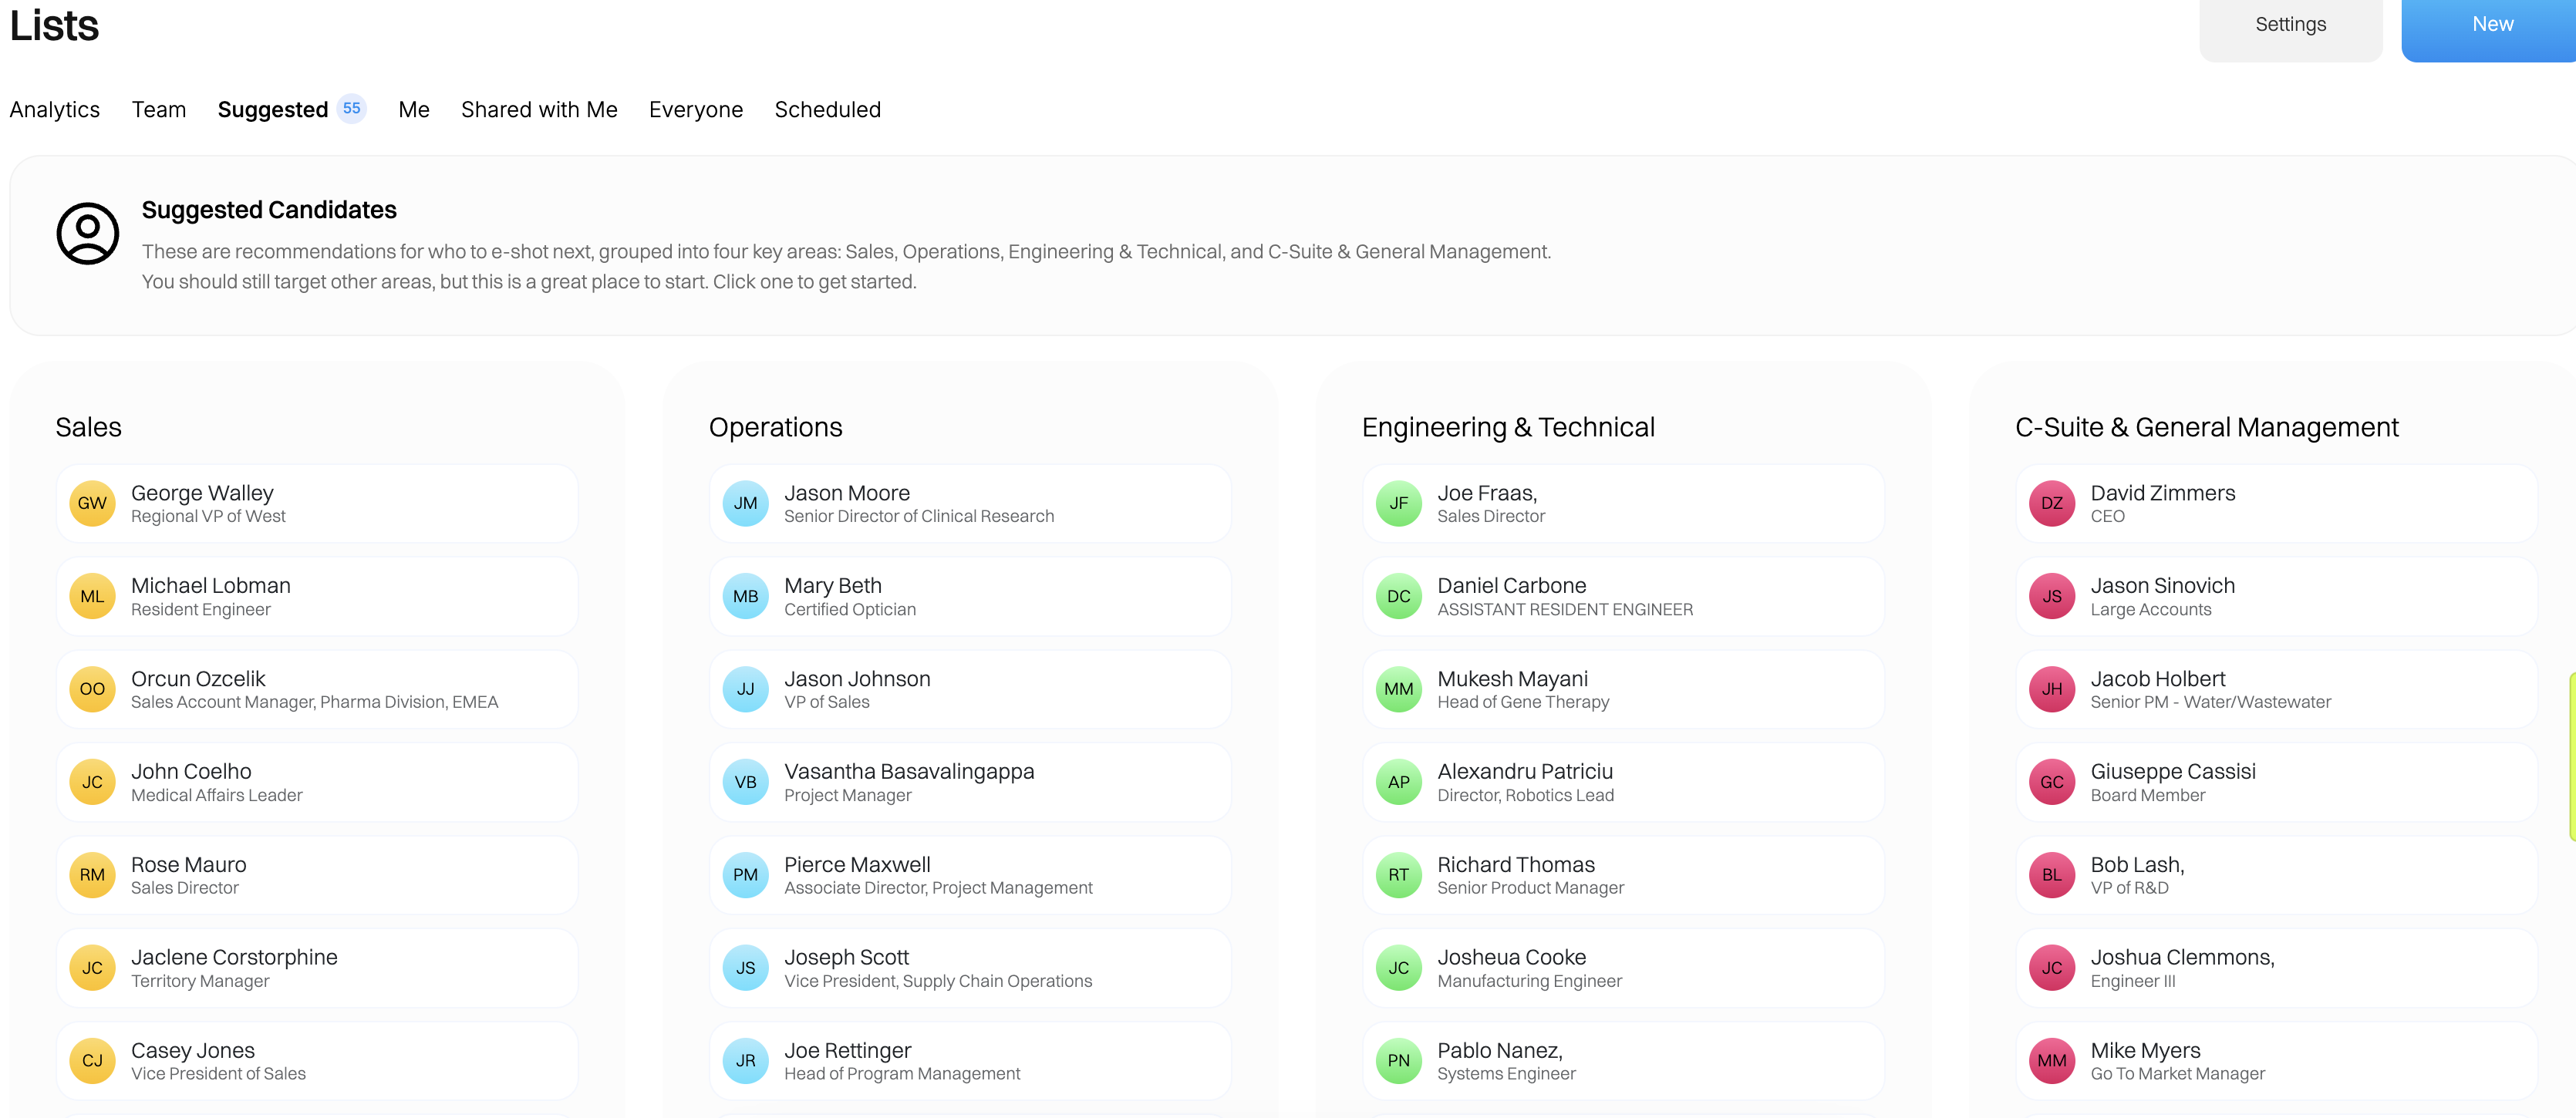 Lists
Settings
New
Analytics
Team
Suggested 55
Me
Shared with Me
Everyone
Scheduled
Suggested Candidates
These are recommendations for who to e-shot next, grouped into four key areas: Sales, Operations, Engineering & Technical, and C-Suite & General Management.
You should still target other areas, but this is a great place to start. Click one to get started.
Sales
GW
George Walley
Regional VP of West
ML
Michael Lobman
Resident Engineer
OO
Orcun Ozcelik
Sales Account Manager, Pharma Division, EMEA
JC
John Coelho
Medical Affairs Leader
RM
Rose Mauro
Sales Director
JC
Jaclene Corstorphine
Territory Manager
CJ
Casey Jones
Vice President of Sales
Operations
JM
Jason Moore
Senior Director of Clinical Research
MB
Mary Beth
Certified Optician
JJ
Jason Johnson
VP of Sales
VB
Vasantha Basavalingappa
Project Manager
PM
Pierce Maxwell
Associate Director, Project Management
JS
Joseph Scott
Vice President, Supply Chain Operations
JR
Joe Rettinger
Head of Program Management
Engineering & Technical
JF
Joe Fraas,
Sales Director
DC
Daniel Carbone
ASSISTANT RESIDENT ENGINEER
MM
Mukesh Mayani
Head of Gene Therapy
AP
Alexandru Patriciu
Director, Robotics Lead
RT
Richard Thomas
Senior Product Manager
JC
Josheua Cooke
Manufacturing Engineer
PN
Pablo Nanez,
Systems Engineer
C-Suite & General Management
DZ
David Zimmers
CEO
JS
Jason Sinovich
Large Accounts
JH
Jacob Holbert
Senior PM - Water/Wastewater
GC
Giuseppe Cassisi
Board Member
BL
Bob Lash,
VP of R&D
JC
Joshua Clemmons,
Engineer III
MM
Mike Myers
Go To Market Manager